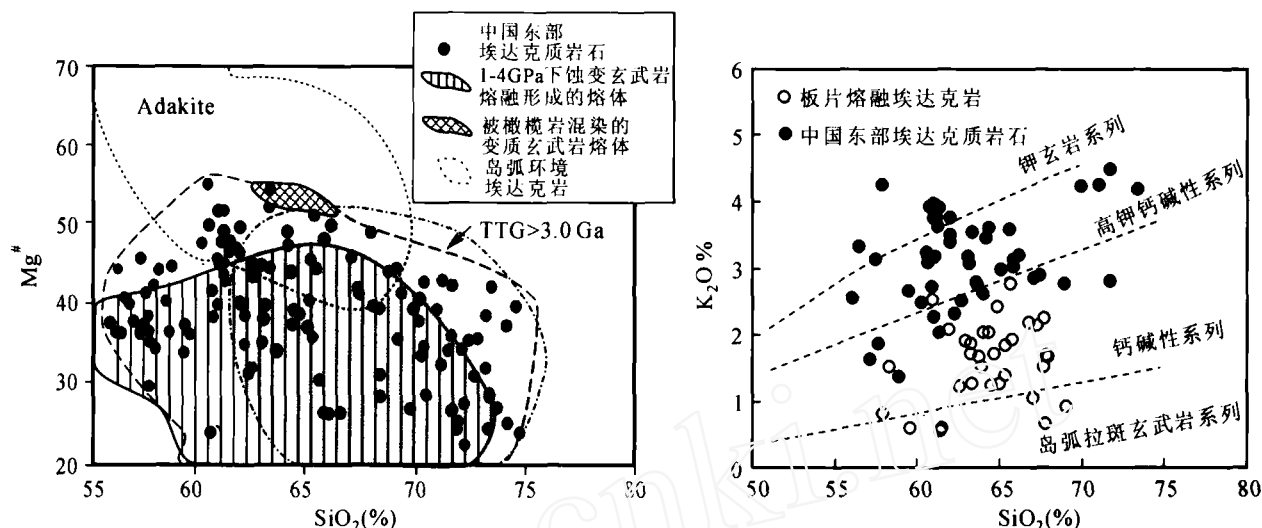 中国东部
埃达克质岩石
1-4GPa下蚀变玄武岩
熔融形成的熔体
被橄榄岩混染的
变质玄武岩熔体
岛弧环境
埃达克岩
Adakite
TTG>3.0 Ga
Mg#
70
60
50
40
30
20
55
60
65
70
75
80
SiO₂(%)
板片熔融埃达克岩
中国东部埃达克质岩石
钾玄岩系列
高钾钙碱性系列
钙碱性系列
岛弧拉斑玄武岩系列
K₂O%
6
5
4
3
2
1
0
50
55
60
65
70
75
80
SiO₂(%)
cnki.net